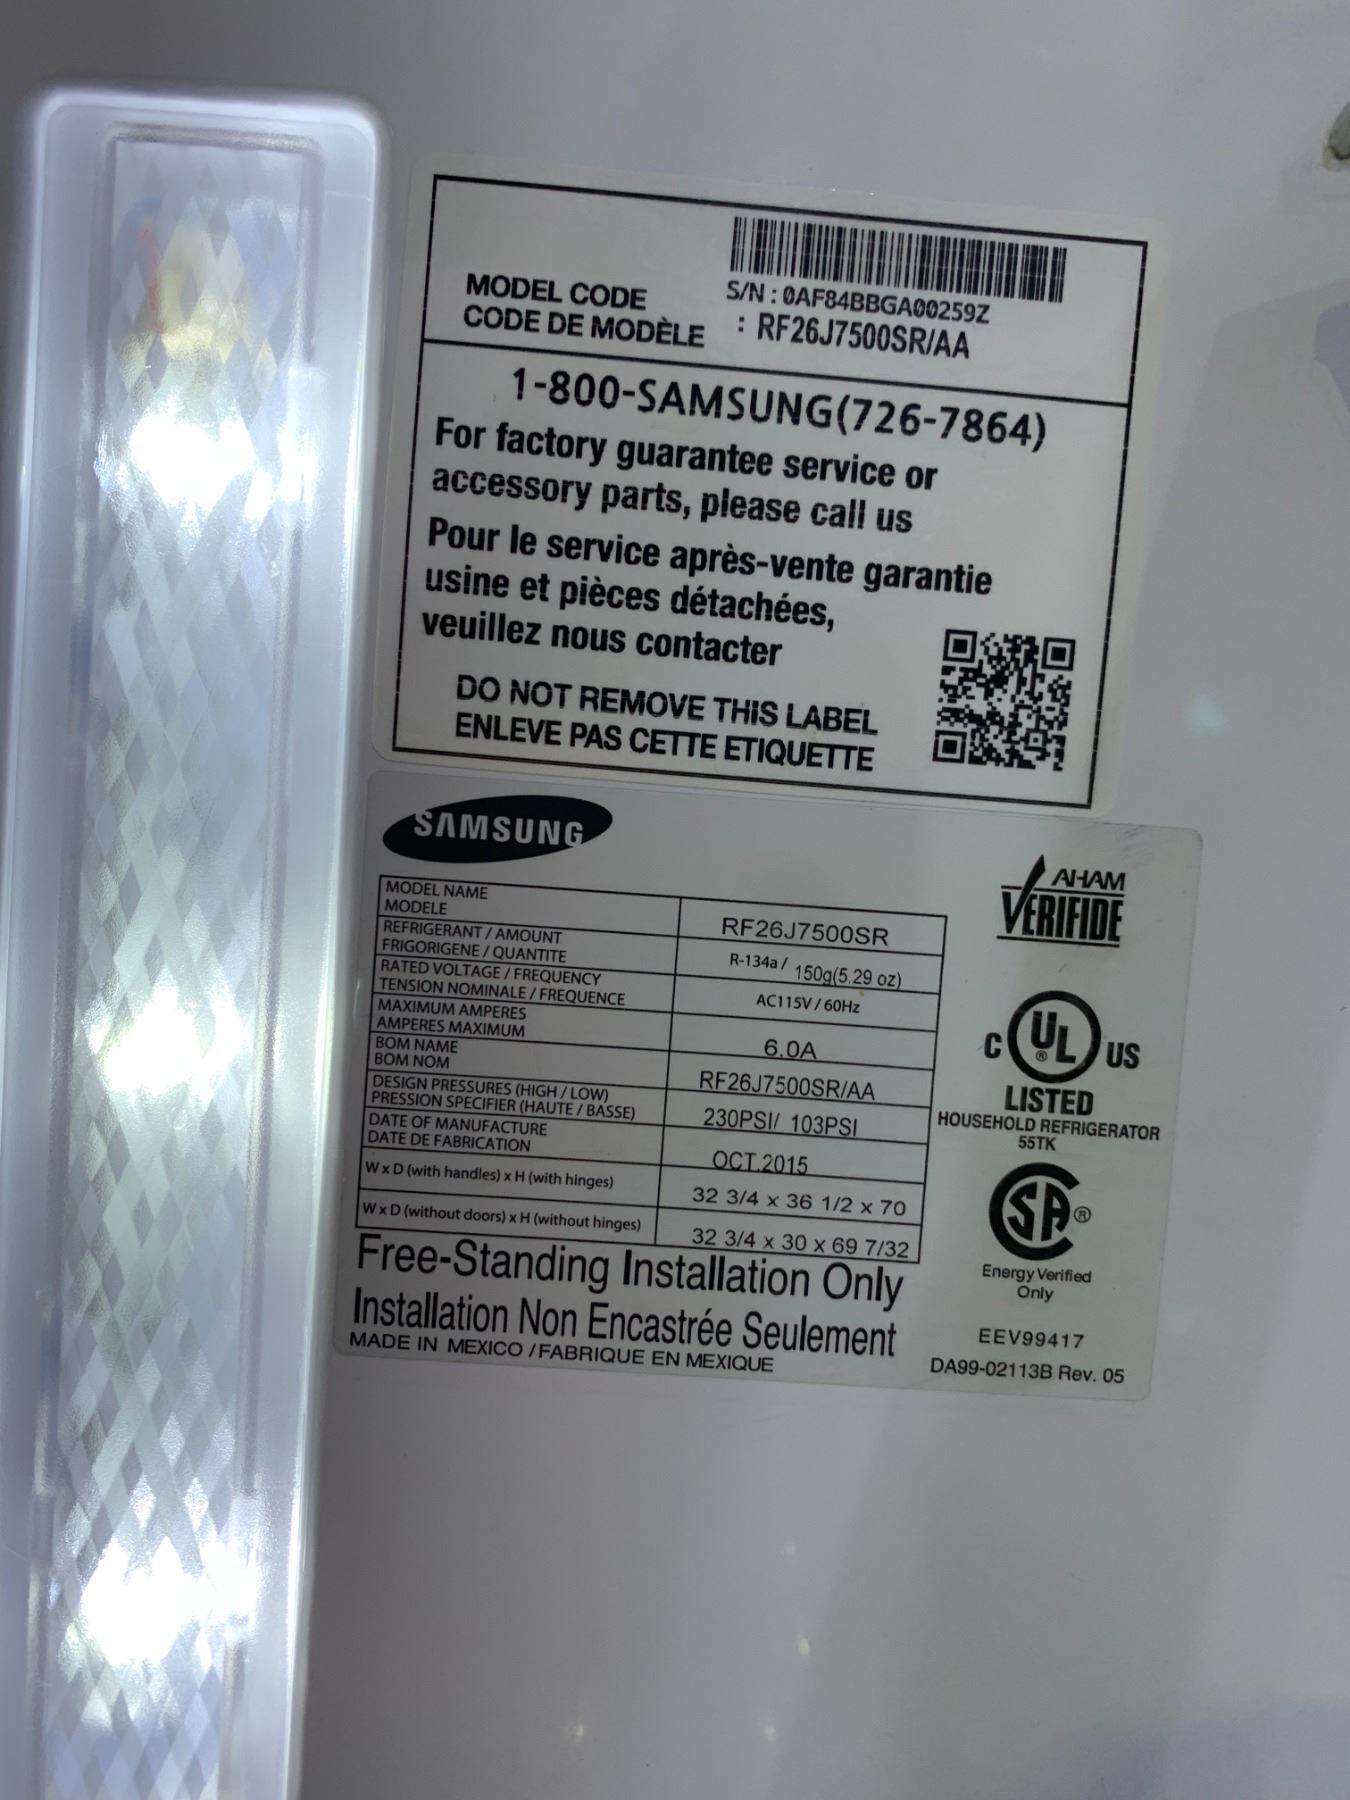 S/N : 0AF84BBGA00259Z
MODEL CODE
CODE DE MODÈLE : RF26J7500SR/AA
1-800-SAMSUNG(726-7864)
For factory guarantee service or
accessory parts, please call us
Pour le service après-vente garantie
usine et pièces détachées,
veuillez nous contacter
DO NOT REMOVE THIS LABEL
ENLEVE PAS CETTE ETIQUETTE
SAMSUNG
MODEL NAME
MODELE
RF26J7500SR
REFRIGERANT / AMOUNT
FRIGORIGENE / QUANTITE
R-134a / 150g(5.29 oz)
RATED VOLTAGE / FREQUENCY
TENSION NOMINALE / FREQUENCE
AC115V / 60Hz
MAXIMUM AMPERES
AMPERES MAXIMUM
6.0A
BOM NAME
BOM NOM
RF26J7500SR/AA
DESIGN PRESSURES (HIGH / LOW)
PRESSION SPECIFIER (HAUTE / BASSE)
230PSI/ 103PSI
DATE OF MANUFACTURE
DATE DE FABRICATION
OCT.2015
W x D (with handles) x H (with hinges)
32 3/4 x 36 1/2 x 70
W x D (without doors) x H (without hinges)
32 3/4 x 30 x 69 7/32
Free-Standing Installation Only
Installation Non Encastrée Seulement
MADE IN MEXICO / FABRIQUE EN MEXIQUE
AHAM
VERIFIDE
C UL ® US
LISTED
HOUSEHOLD REFRIGERATOR
55TK
SA ®
Energy Verified
Only
EEV99417
DA99-02113B Rev. 05